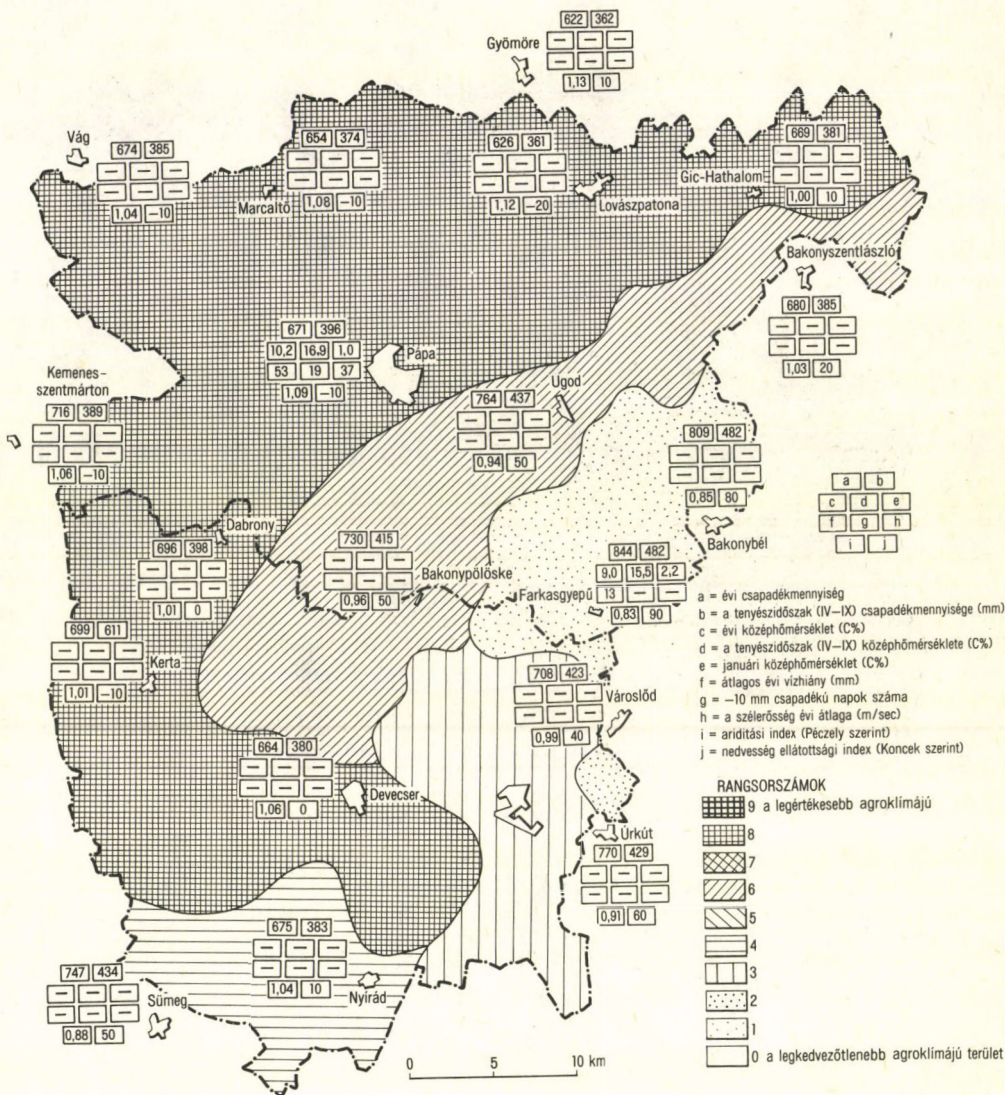 622 362
Gyömöre
— — —
— — —
1,13 10
Vág
674 385
— — —
— — —
1,04 —10
654 374
— — —
— — —
Marcaltő
1,08 —10
626 361
— — —
— — —
1,12 —20
Lovászpatona
669 381
— — —
— — —
Gic-Hathalom
1,00 10
Bakonyszentlászló
680 385
— — —
— — —
1,03 20
671 396
10,2 16,9 1,0
53 19 37
1,09 —10
Pápa
Kemenes-
szentmárton
716 389
— — —
— — —
1,06 —10
Ugod
764 437
— — —
— — —
0,94 50
809 482
— — —
— — —
0,85 80
Bakonybél
Dabrony
696 398
— — —
— — —
1,01 0
730 415
— — —
— — —
0,96 50
Bakonypölöske
844 482
9,0 15,5 2,2
13 — —
0,83 90
Farkasgyepű
699 611
— — —
— — —
1,01 —10
Kerta
708 423
— — —
— — —
0,99 40
Városlőd
664 380
— — —
— — —
1,06 0
Devecser
Úrkút
770 429
— — —
— — —
0,91 60
675 383
— — —
— — —
1,04 10
Nyírád
747 434
— — —
— — —
0,88 50
Sümeg
0 5 10 km
a b
c d e
f g h
i j
a = évi csapadékmennyiség
b = a tenyészidőszak (IV—IX) csapadékmennyisége (mm)
c = évi középhőmérséklet (C%)
d = a tenyészidőszak (IV—IX) középhőmérséklete (C%)
e = januári középhőmérséklet (C%)
f = átlagos évi vízhiány (mm)
g = —10 mm csapadékú napok száma
h = a szélerősség évi átlaga (m/sec)
i = ariditási index (Péczely szerint)
j = nedvesség ellátottsági index (Koncek szerint)
RANGSORSZÁMOK
9 a legértékesebb agroklímájú
8
7
6
5
4
3
2
1
0 a legkedvezőtlenebb agroklímájú terület